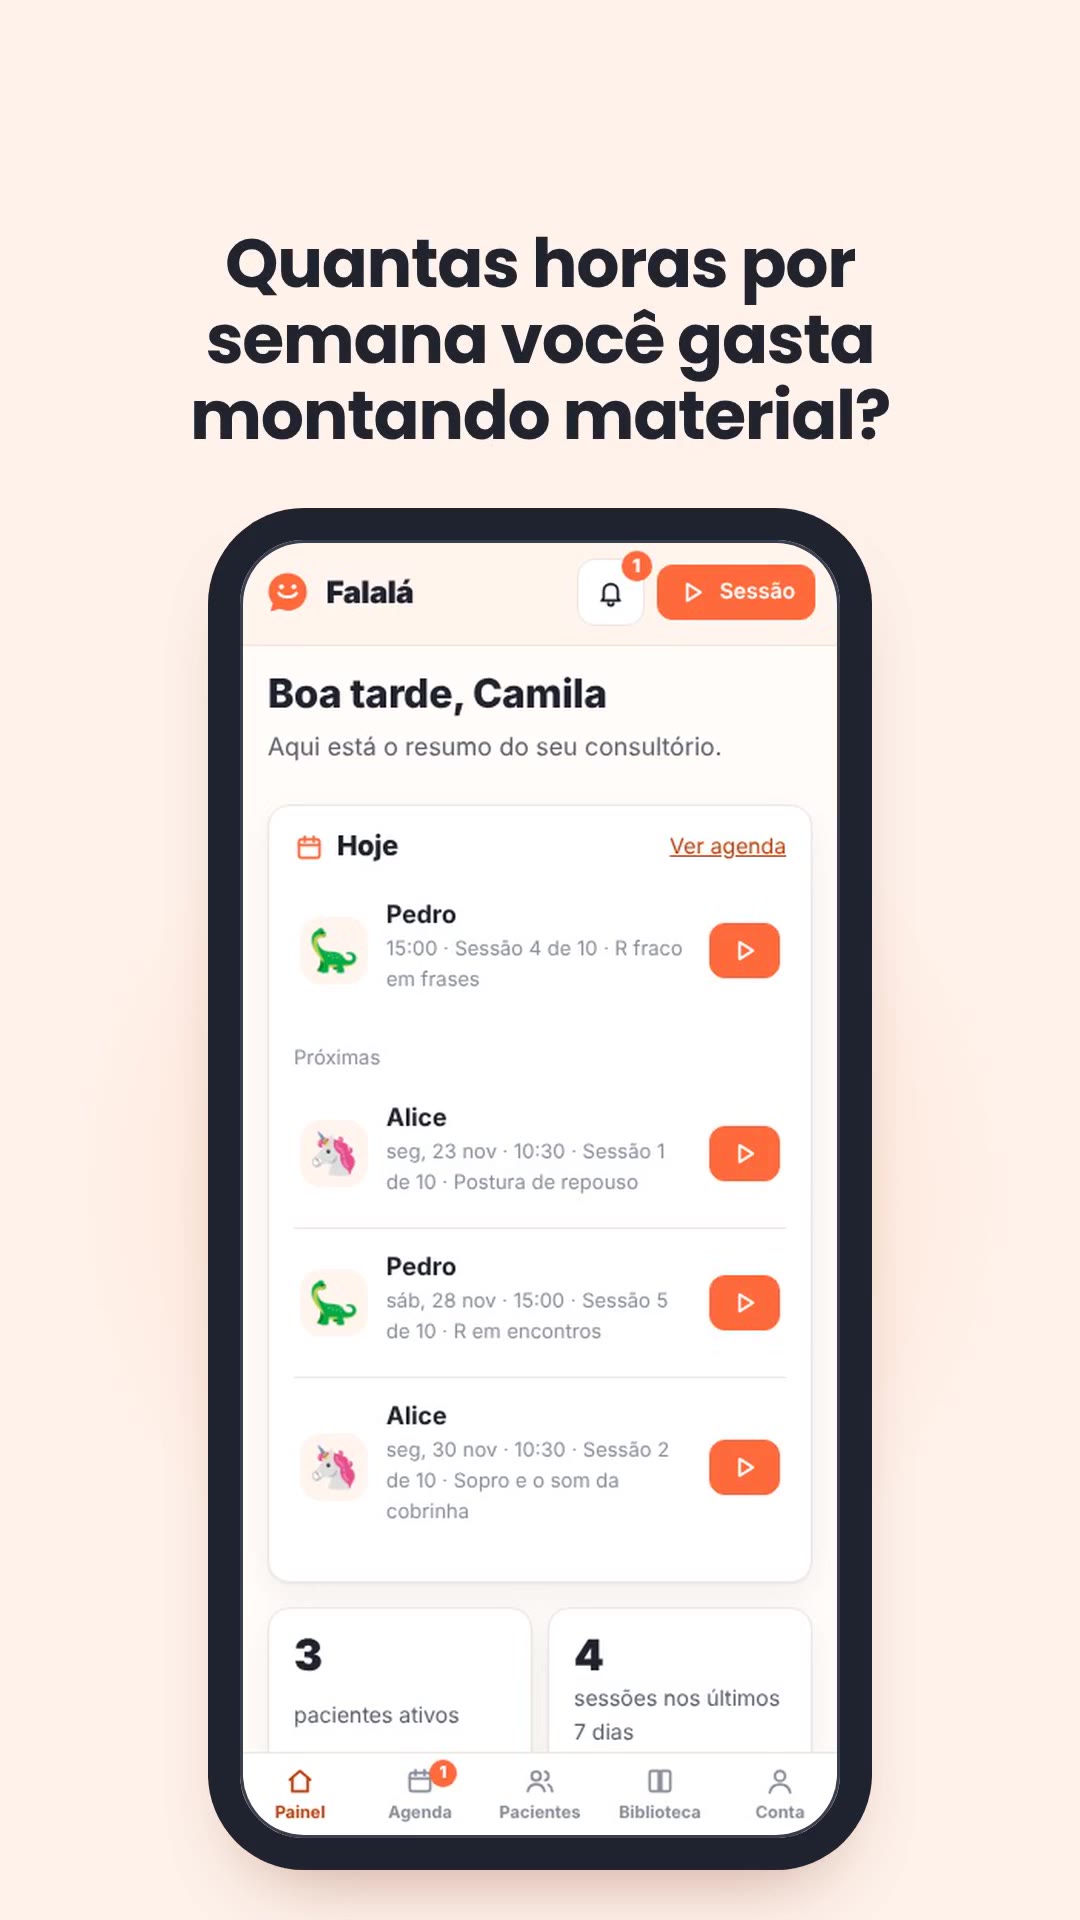 Quantas horas por
semana você gasta
montando material?
Falalá
1
Sessão
Boa tarde, Camila
Aqui está o resumo do seu consultório.
Hoje
Ver agenda
Pedro
15:00 · Sessão 4 de 10 · R fraco
em frases
Próximas
Alice
seg, 23 nov · 10:30 · Sessão 1
de 10 · Postura de repouso
Pedro
sáb, 28 nov · 15:00 · Sessão 5
de 10 · R em encontros
Alice
seg, 30 nov · 10:30 · Sessão 2
de 10 · Sopro e o som da
cobrinha
3
pacientes ativos
4
sessões nos últimos
7 dias
1
Painel
Agenda
Pacientes
Biblioteca
Conta